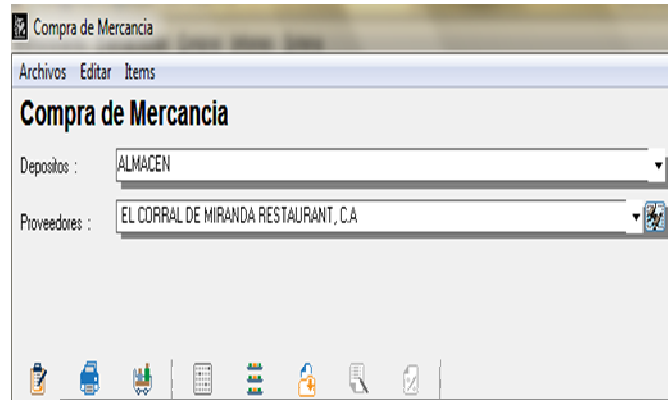 Compra de Mercancia
Archivos Editar Items
Compra de Mercancia
Depositos : ALMACEN
Proveedores : EL CORRAL DE MIRANDA RESTAURANT, C.A